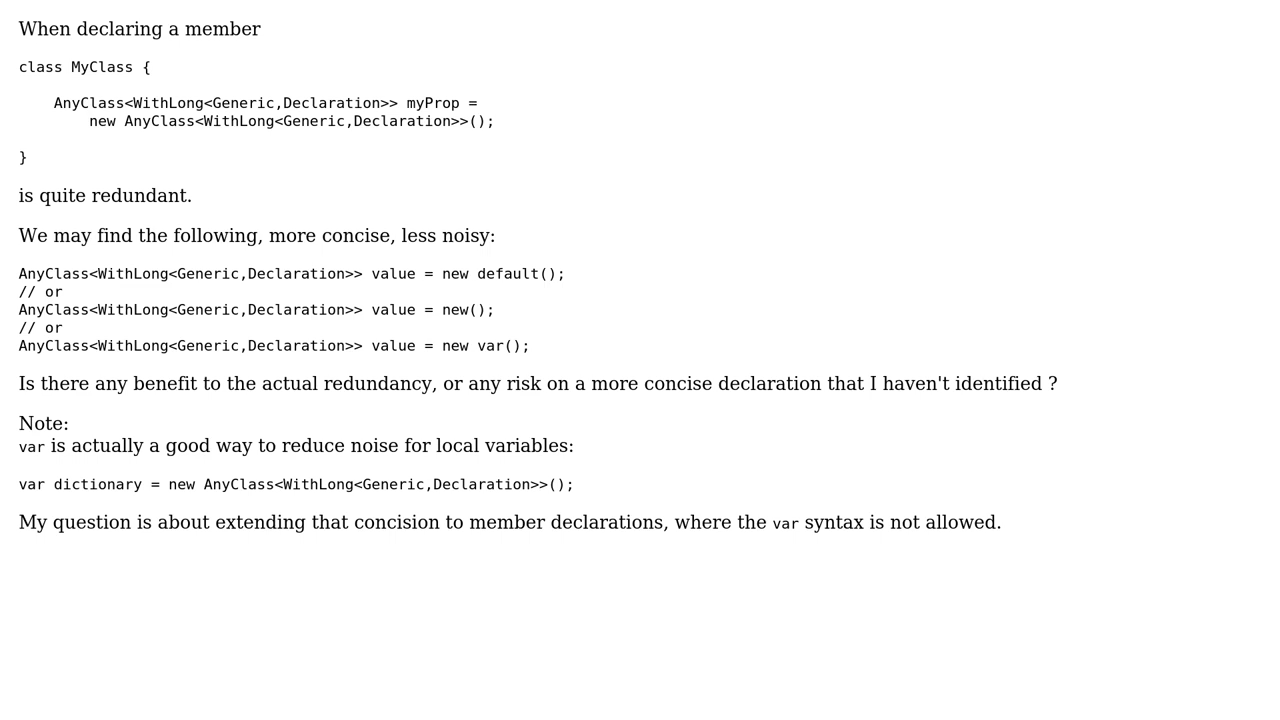 When declaring a member
class MyClass {
    AnyClass<WithLong<Generic,Declaration>> myProp =
        new AnyClass<WithLong<Generic,Declaration>>();
}
is quite redundant.
We may find the following, more concise, less noisy:
AnyClass<WithLong<Generic,Declaration>> value = new default();
// or
AnyClass<WithLong<Generic,Declaration>> value = new();
// or
AnyClass<WithLong<Generic,Declaration>> value = new var();
Is there any benefit to the actual redundancy, or any risk on a more concise declaration that I haven't identified ?
Note:
var is actually a good way to reduce noise for local variables:
var dictionary = new AnyClass<WithLong<Generic,Declaration>>();
My question is about extending that concision to member declarations, where the var syntax is not allowed.